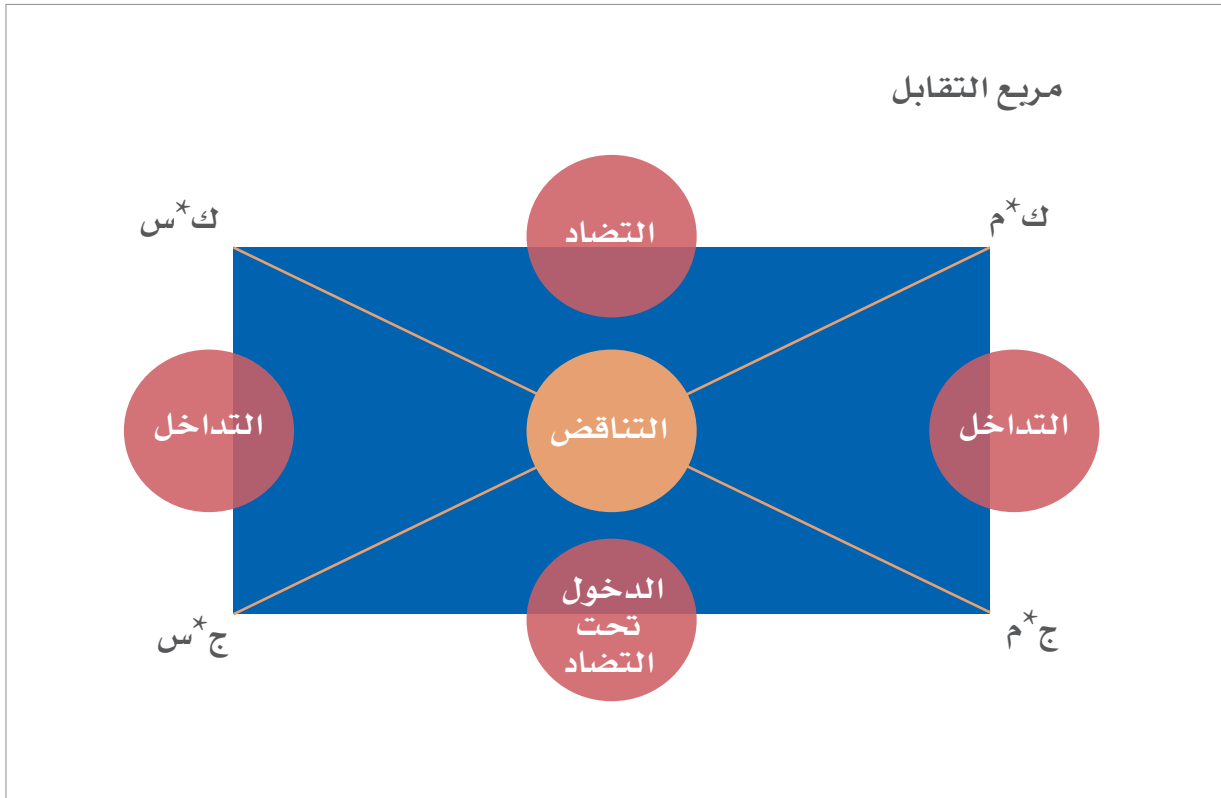 مربع التقابل
التضاد
ك*م
ك*س
التداخل
التناقض
التداخل
الدخول
تحت
التضاد
ج*م
ج*س